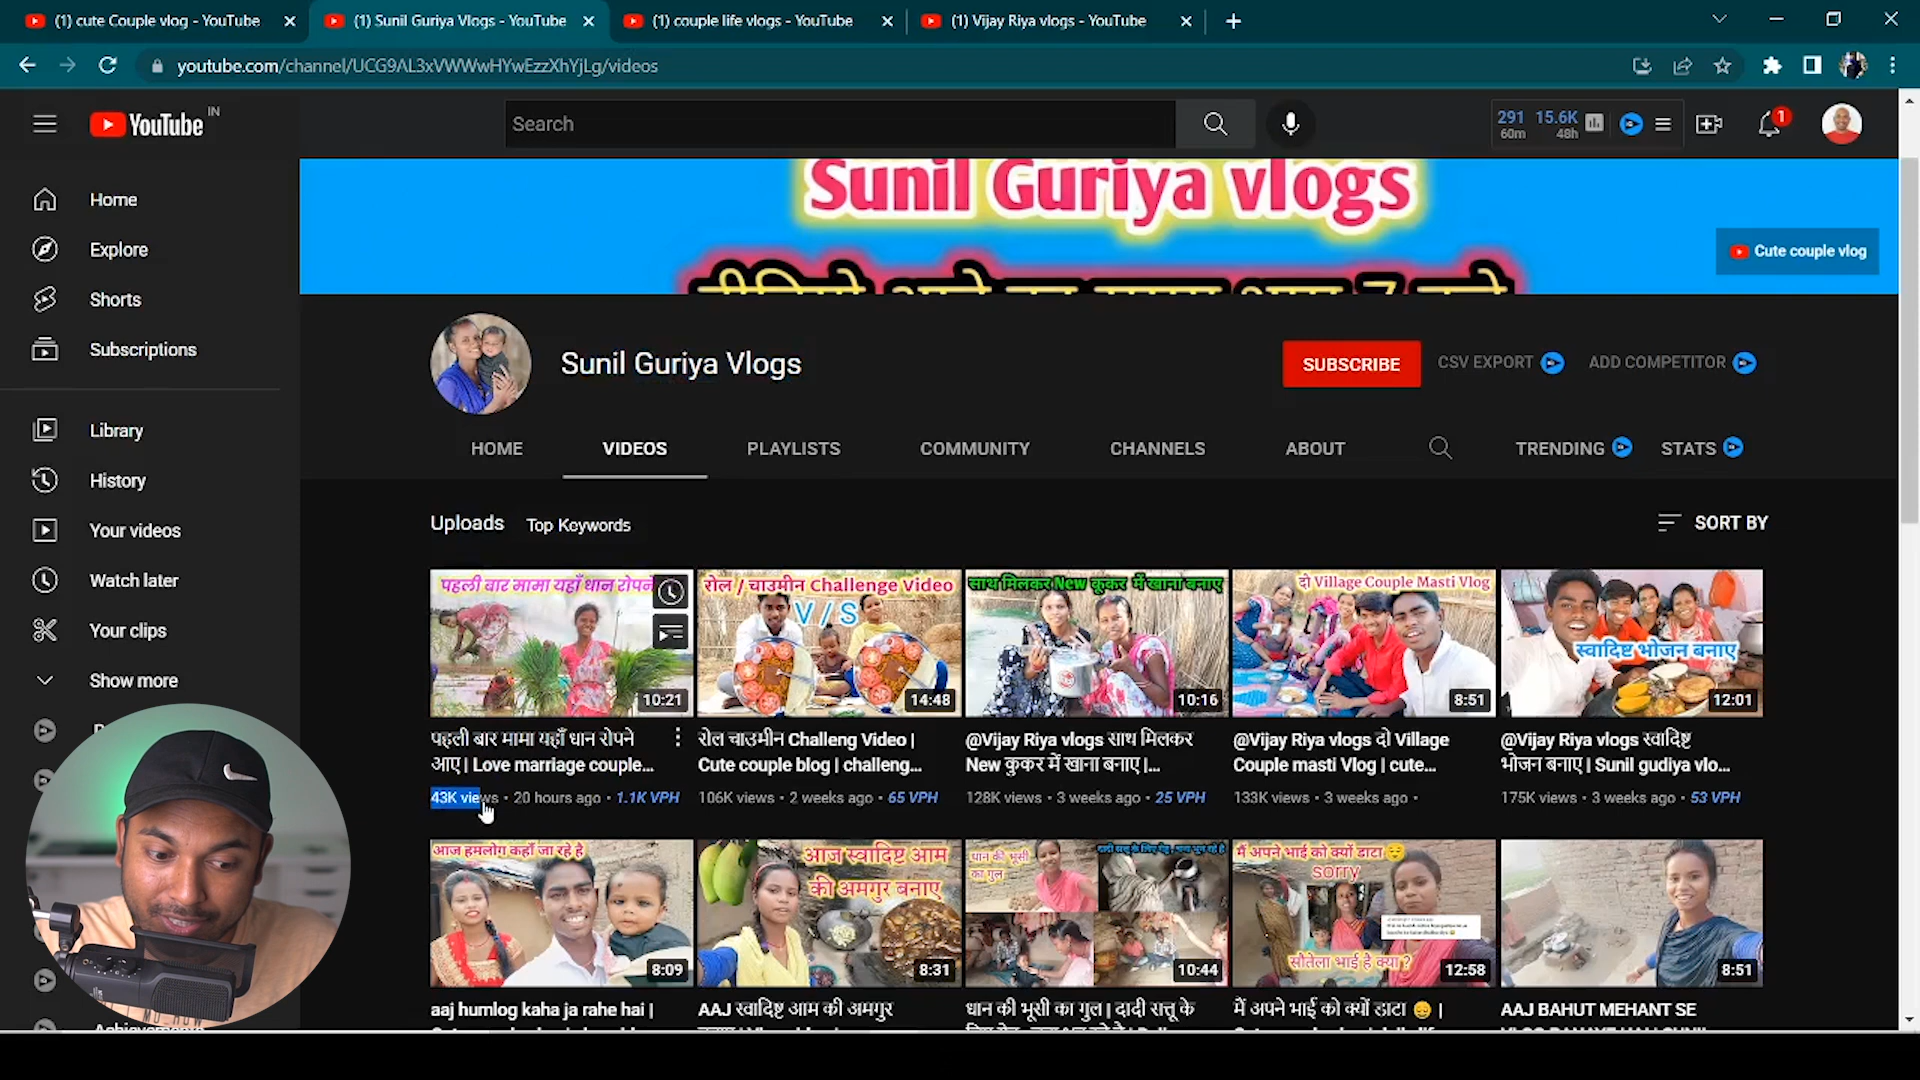 (1) cute Couple vlog - YouTube
(1) Sunil Guriya Vlogs - YouTube
(1) couple life vlogs - YouTube
(1) Vijay Riya vlogs - YouTube
youtube.com/channel/UCG9AL3xVWWwHYwEzzXhYjLg/videos
YouTube IN
Search
291 15.6K
60m 48h
1
Home
Explore
Shorts
Subscriptions
Library
History
Your videos
Watch later
Your clips
Show more
Sunil Guriya vlogs
Cute couple vlog
Sunil Guriya Vlogs
SUBSCRIBE
CSV EXPORT
ADD COMPETITOR
HOME
VIDEOS
PLAYLISTS
COMMUNITY
CHANNELS
ABOUT
TRENDING
STATS
Uploads
Top Keywords
SORT BY
पहली बार मामा यहाँ धान रोपने
10:21
रोल / चाउमीन Challenge Video
V / S
14:48
साथ मिलकर New कूकर में खाना बनाए
10:16
दो Village Couple Masti Vlog
8:51
स्वादिष्ट भोजन बनाए
12:01
पहली बार मामा यहाँ धान रोपने
आए | Love marriage couple...
43K views • 20 hours ago • 1.1K VPH
रोल चाउमीन Challeng Video |
Cute couple blog | challeng...
106K views • 2 weeks ago • 65 VPH
@Vijay Riya vlogs साथ मिलकर
New कुकर में खाना बनाए |...
128K views • 3 weeks ago • 25 VPH
@Vijay Riya vlogs दो Village
Couple masti Vlog | cute...
133K views • 3 weeks ago •
@Vijay Riya vlogs स्वादिष्ट
भोजन बनाए | Sunil gudiya vlo...
175K views • 3 weeks ago • 53 VPH
आज हमलोग कहाँ जा रहे है
8:09
आज स्वादिष्ट आम
की अमगुर बनाए
8:31
धान की भूसी
का गुल
10:44
मैं अपने भाई को क्यों डाटा
sorry
सौतेला भाई है क्या ?
12:58
8:51
aaj humlog kaha ja rahe hai |
AAJ स्वादिष्ट आम की अमगुर
धान की भूसी का गुल | दादी सत्तू के
में अपने भाई को क्यों डाटा 😔 |
AAJ BAHUT MEHANT SE